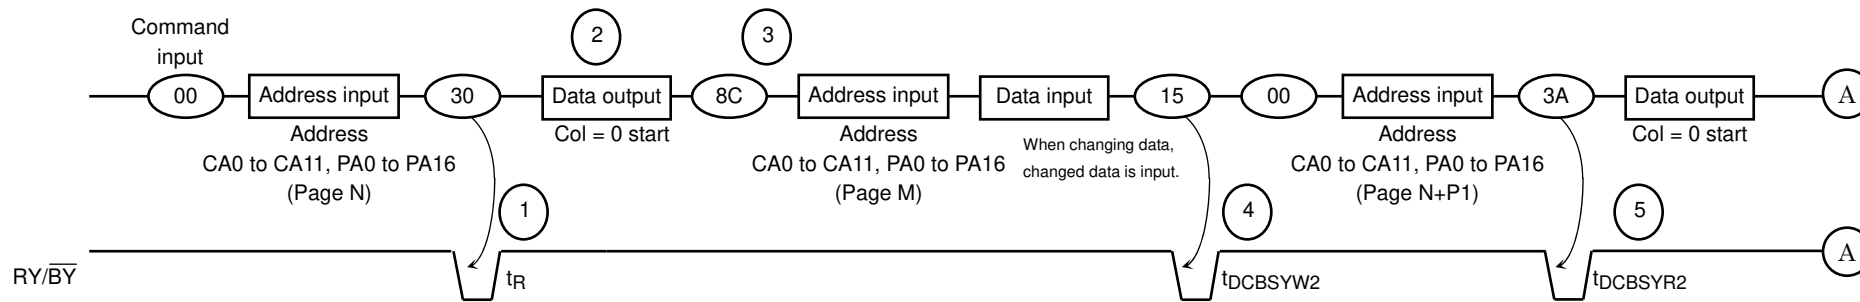 Command
input
2
3
00
Address input
30
Data output
8C
Address input
Data input
15
00
Address input
3A
Data output
A
Address
CA0 to CA11, PA0 to PA16
(Page N)
Col = 0 start
Address
CA0 to CA11, PA0 to PA16
(Page M)
When changing data,
changed data is input.
Address
CA0 to CA11, PA0 to PA16
(Page N+P1)
Col = 0 start
1
4
5
RY/BY
tR
tDCBSYW2
tDCBSYR2
A